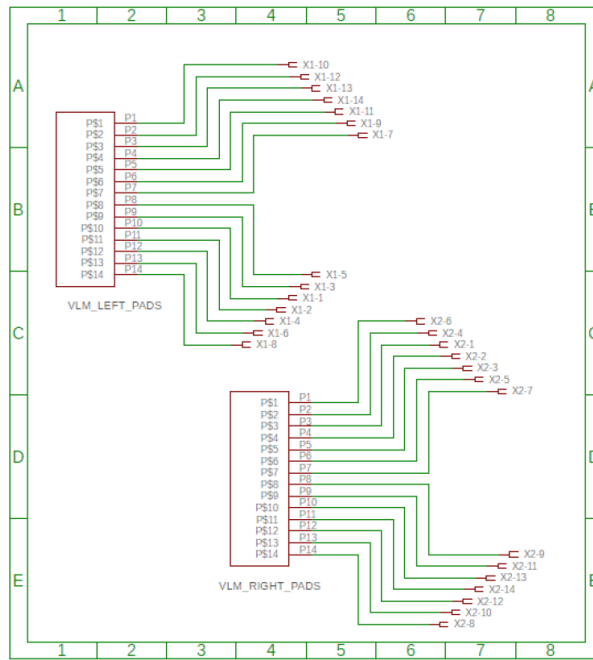 1 2 3 4 5 6 7 8
A
X1-10
X1-12
X1-13
X1-14
X1-11
X1-9
X1-7
P$1 P1
P$2 P2
P$3 P3
P$4 P4
P$5 P5
P$6 P6
P$7 P7
P$8 P8
P$9 P9
P$10 P10
P$11 P11
P$12 P12
P$13 P13
P$14 P14
VLM_LEFT_PADS
B
X1-5
X1-3
X1-1
X1-2
X1-4
X1-6
X1-8
C
X2-6
X2-4
X2-1
X2-2
X2-3
X2-5
X2-7
P$1 P1
P$2 P2
P$3 P3
P$4 P4
P$5 P5
P$6 P6
P$7 P7
P$8 P8
P$9 P9
P$10 P10
P$11 P11
P$12 P12
P$13 P13
P$14 P14
VLM_RIGHT_PADS
D
X2-9
X2-11
X2-13
X2-14
X2-12
X2-10
X2-8
E
1 2 3 4 5 6 7 8